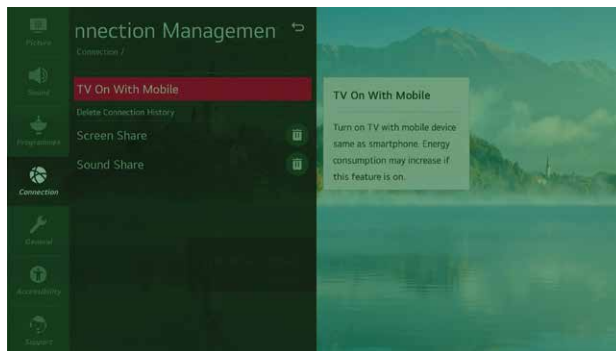 Picture
Sound
Programmes
Connection
General
Accessibility
Support
nnection Managemen
Connection /
TV On With Mobile
Delete Connection History
Screen Share
Sound Share
TV On With Mobile
Turn on TV with mobile device
same as smartphone. Energy
consumption may increase if
this feature is on.